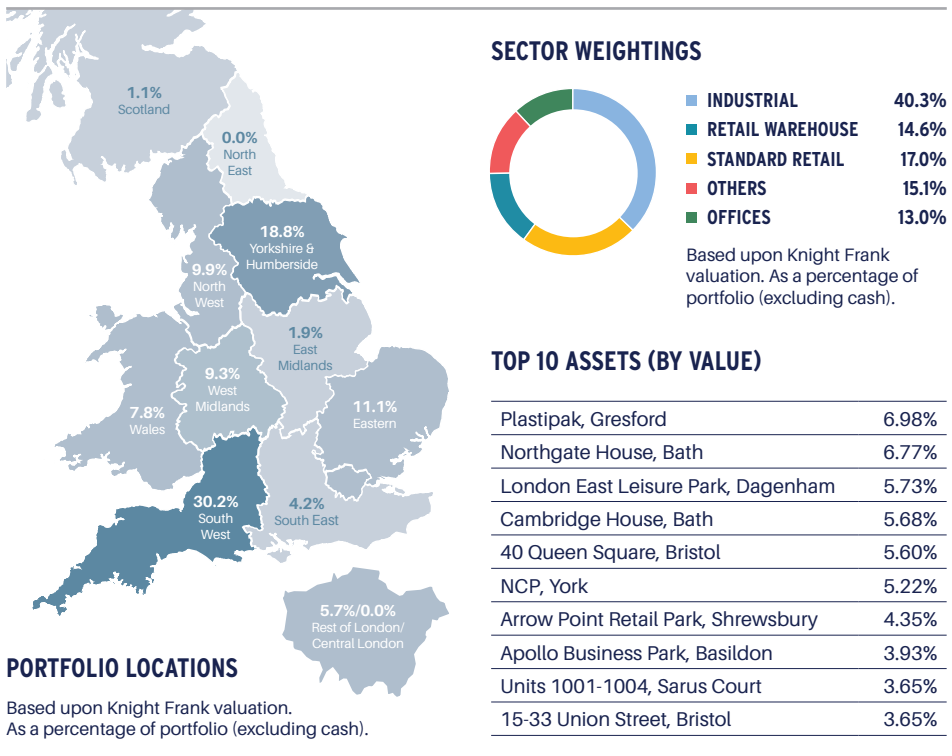 1.1%
Scotland
0.0%
North
East
18.8%
Yorkshire &
Humberside
9.9%
North
West
1.9%
East
Midlands
9.3%
West
Midlands
7.8%
Wales
11.1%
Eastern
30.2%
South
West
4.2%
South East
5.7%/0.0%
Rest of London/
Central London
PORTFOLIO LOCATIONS
Based upon Knight Frank valuation.
As a percentage of portfolio (excluding cash).
SECTOR WEIGHTINGS
INDUSTRIAL 40.3%
RETAIL WAREHOUSE 14.6%
STANDARD RETAIL 17.0%
OTHERS 15.1%
OFFICES 13.0%
Based upon Knight Frank
valuation. As a percentage of
portfolio (excluding cash).
TOP 10 ASSETS (BY VALUE)
Plastipak, Gresford 6.98%
Northgate House, Bath 6.77%
London East Leisure Park, Dagenham 5.73%
Cambridge House, Bath 5.68%
40 Queen Square, Bristol 5.60%
NCP, York 5.22%
Arrow Point Retail Park, Shrewsbury 4.35%
Apollo Business Park, Basildon 3.93%
Units 1001-1004, Sarus Court 3.65%
15-33 Union Street, Bristol 3.65%